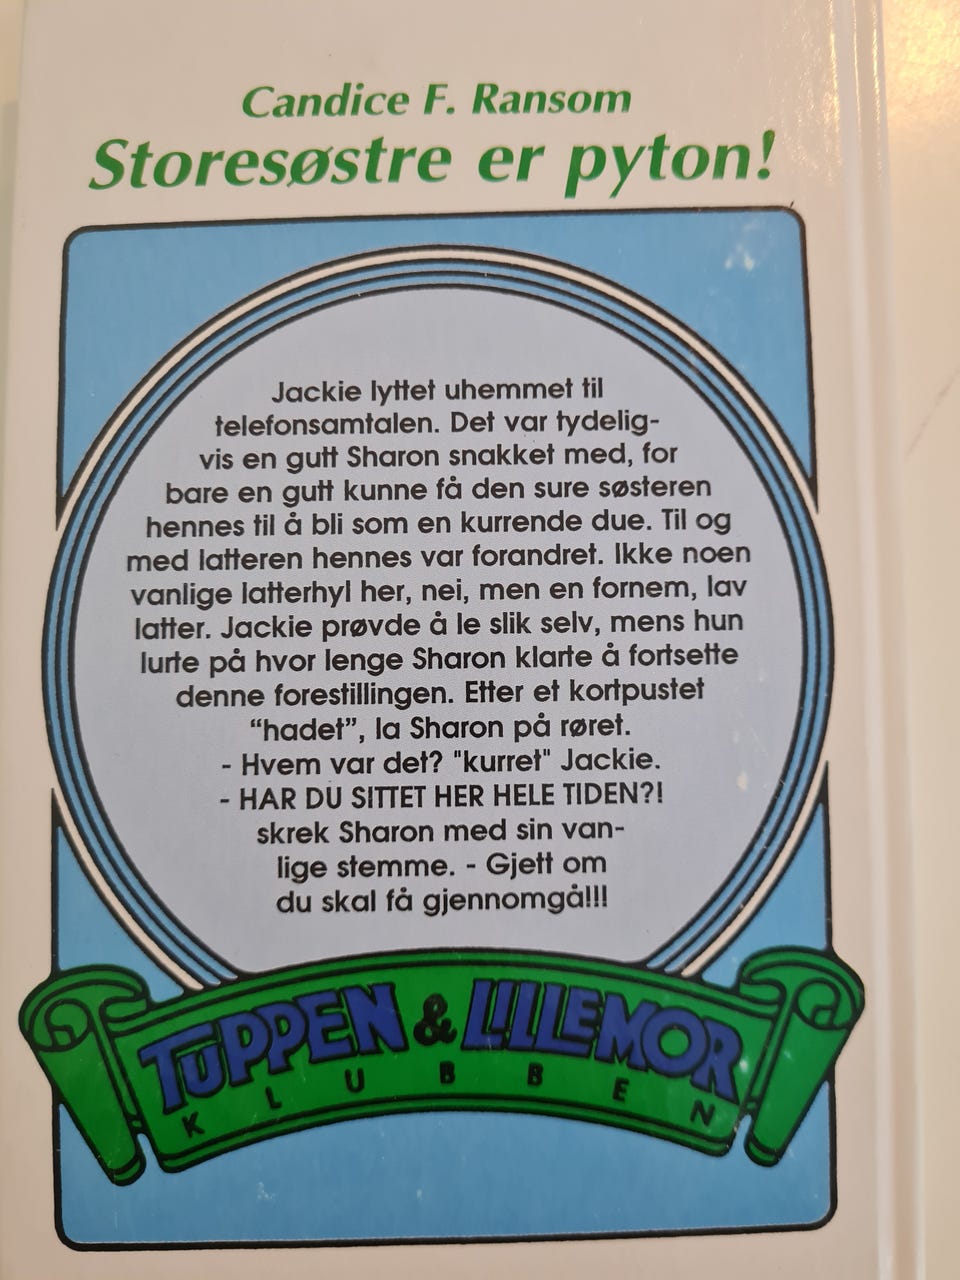 Candice F. Ransom
Storesøstre er pyton!
Jackie lyttet uhemmet til
telefonsamtalen. Det var tydelig-
vis en gutt Sharon snakket med, for
bare en gutt kunne få den sure søsteren
hennes til å bli som en kurrende due. Til og
med latteren hennes var forandret. Ikke noen
vanlige latterhyl her, nei, men en fornem, lav
latter. Jackie prøvde å le slik selv, mens hun
lurte på hvor lenge Sharon klarte å fortsette
denne forestillingen. Etter et kortpustet
“hadet”, la Sharon på røret.
- Hvem var det? "kurret" Jackie.
- HAR DU SITTET HER HELE TIDEN?!
skrek Sharon med sin van-
lige stemme. - Gjett om
du skal få gjennomgå!!!
TUPPEN & LILLEMOR
KLUBBEN